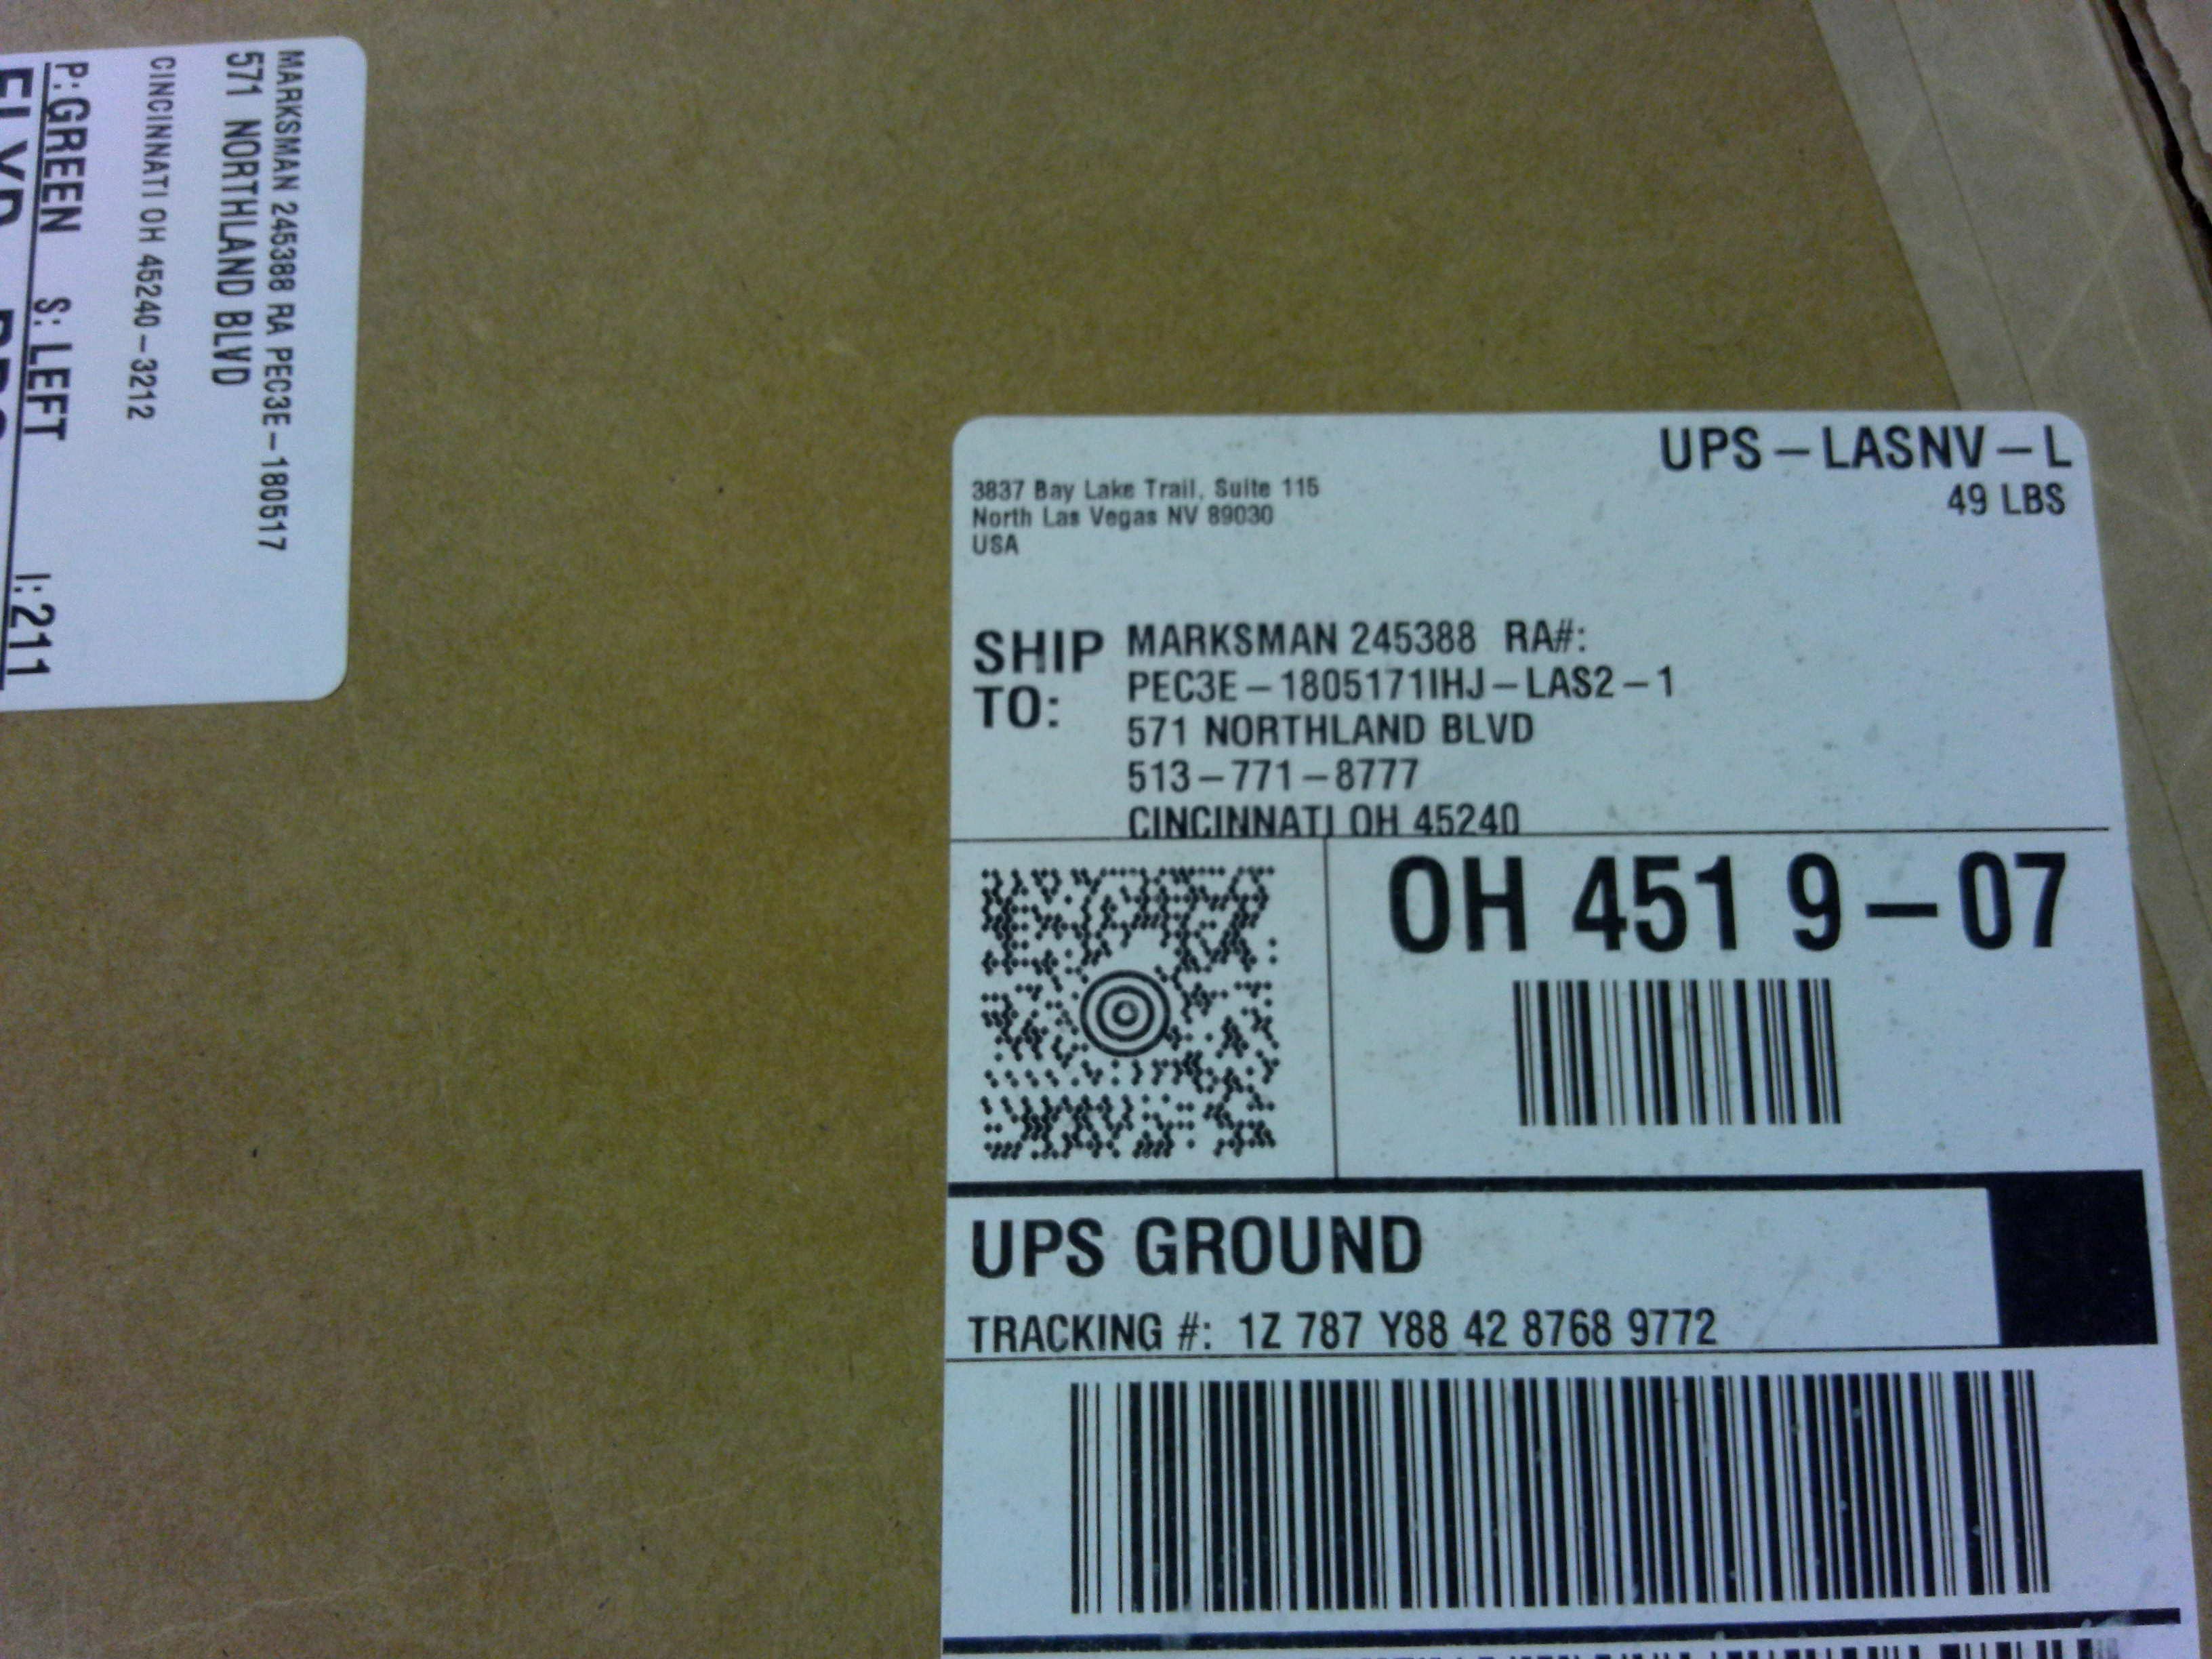 MARKSMAN 245388 RA PEC3E-180517
571 NORTHLAND BLVD
CINCINNATI OH 45240-3212
P:GREEN S: LEFT I:211
UPS-LASNV-L
49 LBS
3837 Bay Lake Trail, Suite 115
North Las Vegas NV 89030
USA
SHIP TO:
MARKSMAN 245388 RA#:
PEC3E-1805171IHJ-LAS2-1
571 NORTHLAND BLVD
513-771-8777
CINCINNATI OH 45240
OH 451 9-07
UPS GROUND
TRACKING #: 1Z 787 Y88 42 8768 9772